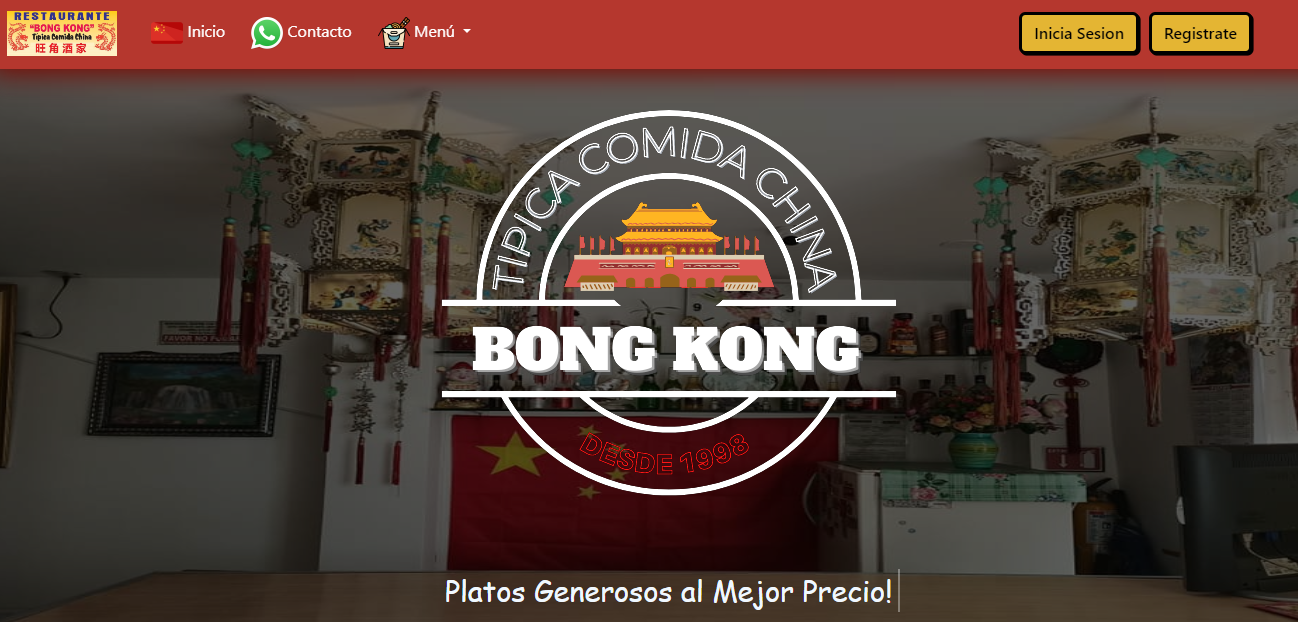 RESTAURANTE
"BONG KONG"
Tipica Comida China
旺角酒家
Inicio
Contacto
Menú
Inicia Sesion
Registrate
TIPICA COMIDA CHINA
BONG KONG
DESDE 1998
FAVOR NO
Platos Generosos al Mejor Precio!